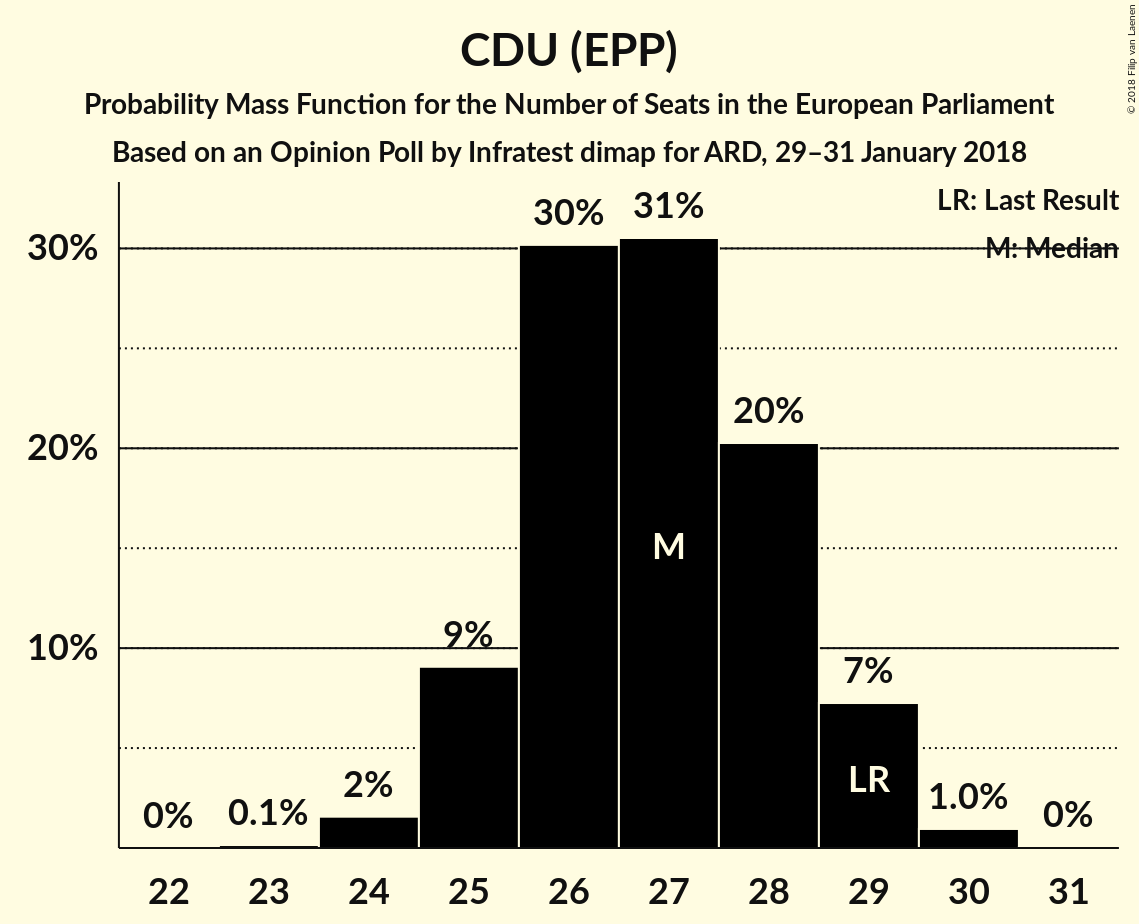 CDU (EPP)
Probability Mass Function for the Number of Seats in the European Parliament
Based on an Opinion Poll by Infratest dimap for ARD, 29–31 January 2018
© 2018 Filip van Laenen
LR: Last Result
M: Median
30%
20%
10%
0%
0.1%
2%
9%
30%
31%
20%
7%
1.0%
0%
M
LR
22 23 24 25 26 27 28 29 30 31